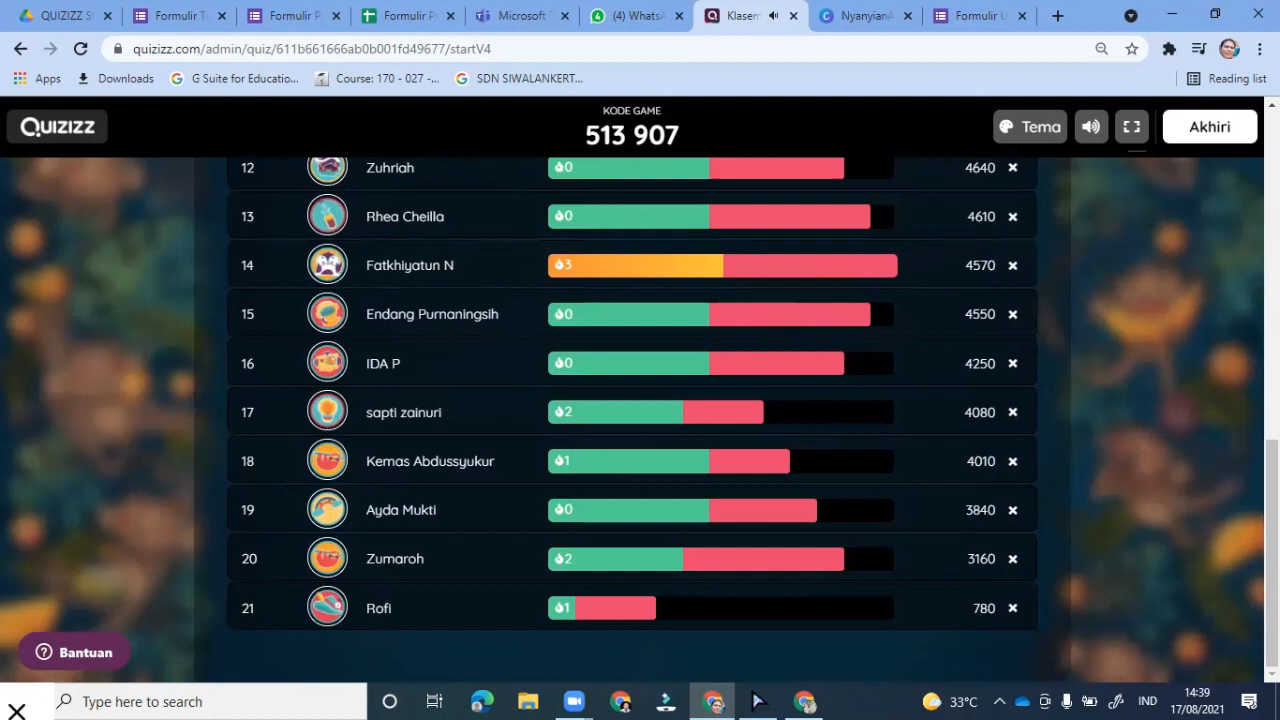 QUIZIZZ S
Formulir T
Formulir P
Formulir P
Microsoft
(4) WhatsA
Klasem
NyanyianA
Formulir U
quizizz.com/admin/quiz/611b661666ab0b001fd49677/startV4
Apps
Downloads
G Suite for Educatio...
Course: 170 - 027 -...
SDN SIWALANKERT...
Reading list
Quizizz
KODE GAME
513 907
Tema
Akhiri
12 Zuhriah 0 4640
13 Rhea Cheilla 0 4610
14 Fatkhiyatun N 3 4570
15 Endang Purnaningsih 0 4550
16 IDA P 0 4250
17 sapti zainuri 2 4080
18 Kemas Abdussyukur 1 4010
19 Ayda Mukti 0 3840
20 Zumaroh 2 3160
21 Rofi 1 780
Bantuan
Type here to search
33°C
IND
14:39
17/08/2021